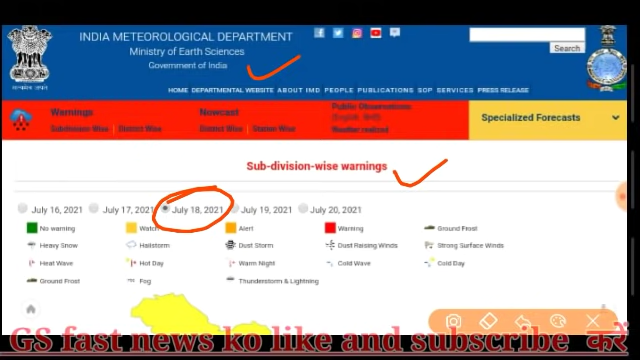 INDIA METEOROLOGICAL DEPARTMENT
Ministry of Earth Sciences
Government of India
Search
HOME DEPARTMENTAL WEBSITE ABOUT IMD PEOPLE PUBLICATIONS SOP SERVICES PRESS RELEASE
Warnings Nowcast Public Observations
Subdivision Wise District Wise District Wise Station Wise Weather realized
Specialized Forecasts
Sub-division-wise warnings
July 16, 2021 July 17, 2021 July 18, 2021 July 19, 2021 July 20, 2021
No warning Watch Alert Warning Ground Frost
Heavy Snow Hailstorm Dust Storm Dust Raising Winds Strong Surface Winds
Heat Wave Hot Day Warm Night Cold Wave Cold Day
Ground Frost Fog Thunderstorm & Lightning
GS fast news ko like and subscribe करें